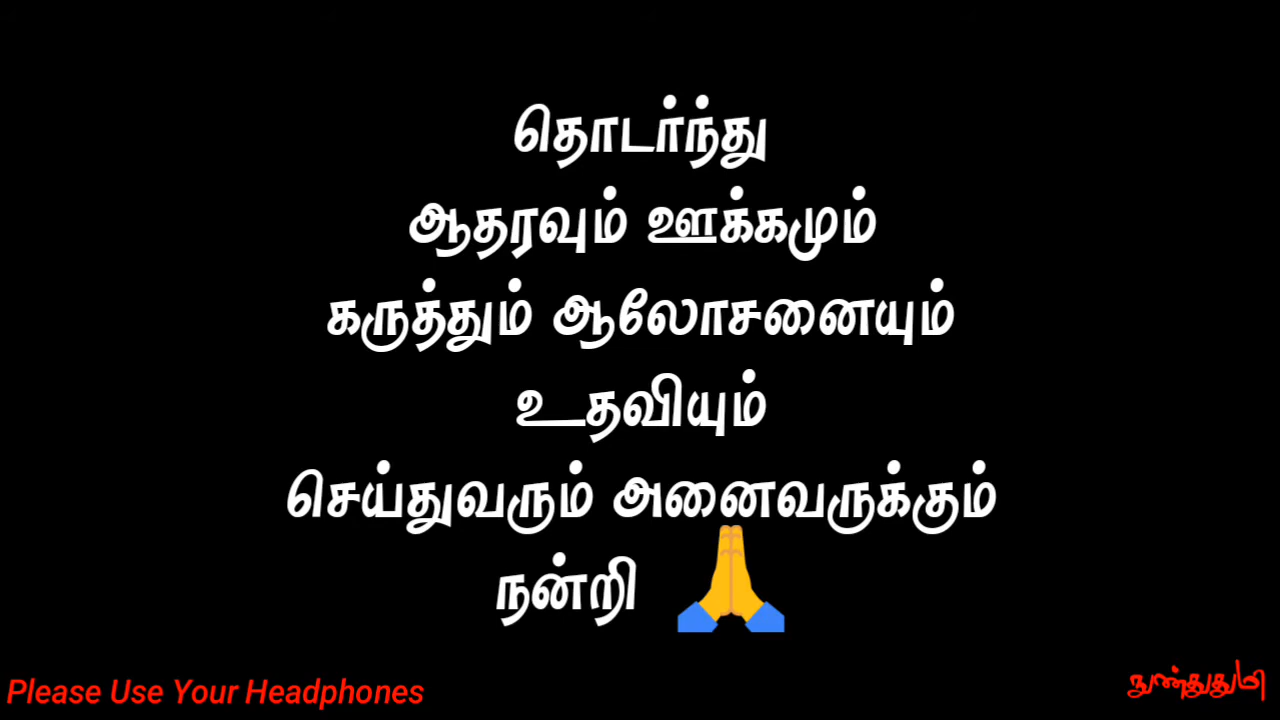 தொடர்ந்து
ஆதரவும் ஊக்கமும்
கருத்தும் ஆலோசனையும்
உதவியும்
செய்துவரும் அனைவருக்கும்
நன்றி 🙏
Please Use Your Headphones